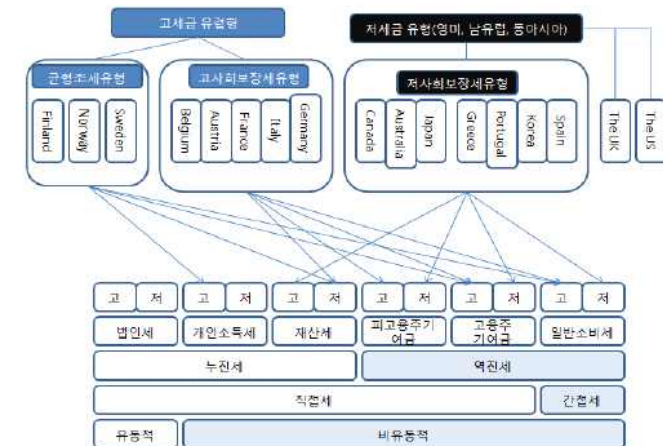 고세금 유럽형
저세금 유형(영미, 남유럽, 동아시아)
균형조세유형
고사회보장세유형
저사회보장세유형
Finland
Norway
Sweden
Belgium
Austria
France
Italy
Germany
Canada
Australia
Japan
Greece
Portugal
Korea
Spain
The UK
The US
고 저 고 저 고 저 고 저 고 저 고 저
법인세 개인소득세 재산세 피고용주기 고용주 일반소비세
여금 기여금
누진세 역진세
직접세 간접세
유동적 비유동적